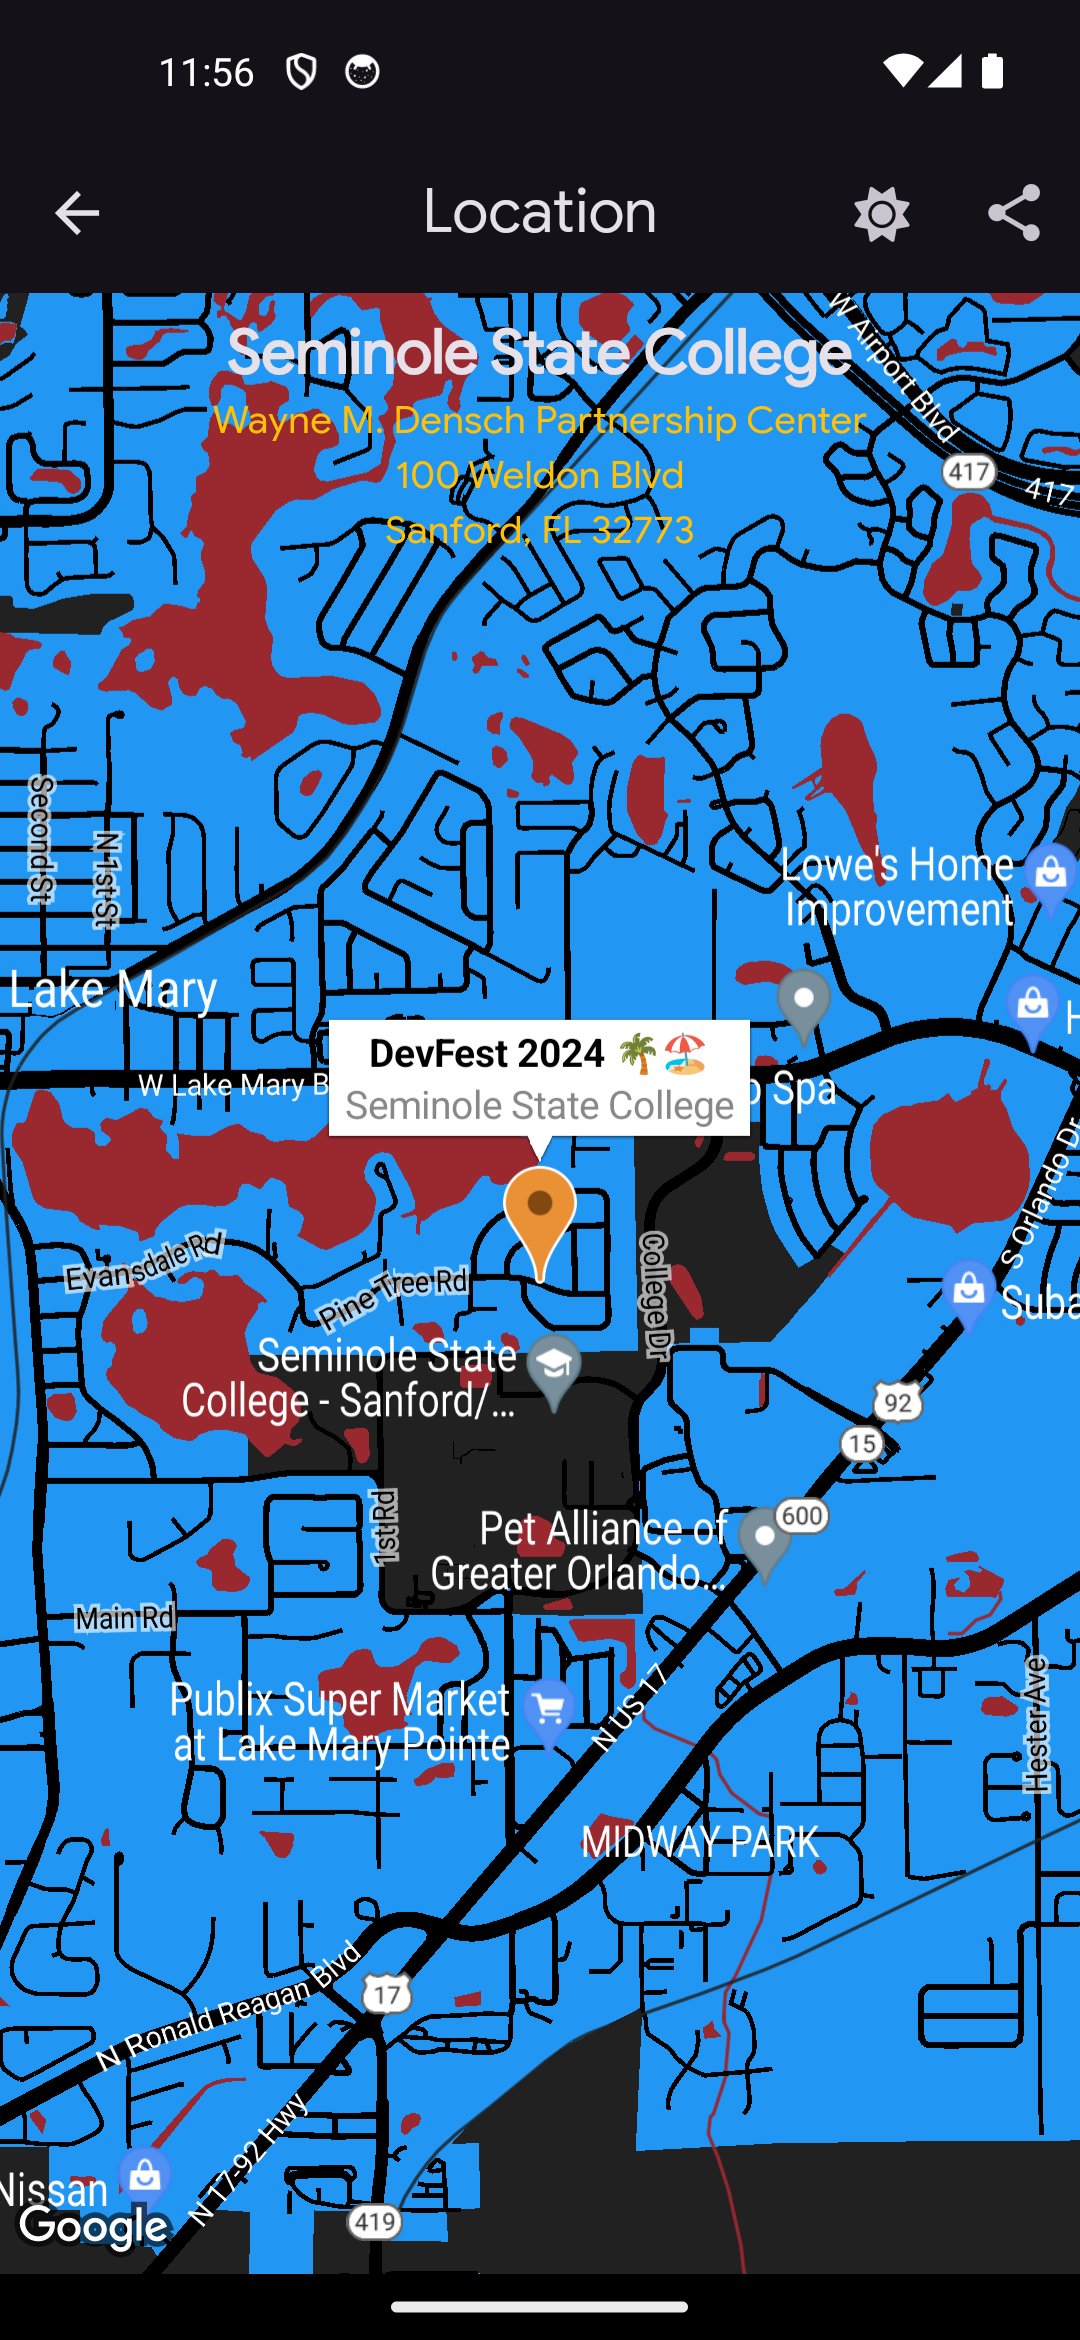 11:56
Location
Seminole State College
Wayne M. Densch Partnership Center
100 Weldon Blvd
Sanford, FL 32773
W Airport Blvd
417
417
Second St
N 1st St
Lowe's Home
Improvement
Lake Mary
H
W Lake Mary B
DevFest 2024 🌴🏖️
Seminole State College
o Spa
S Orlando Dr
Evansdale Rd
Pine Tree Rd
College Dr
Suba
Seminole State
College - Sanford/...
92
15
600
1st Rd
Pet Alliance of
Greater Orlando...
Main Rd
N US 17
Hester Ave
Publix Super Market
at Lake Mary Pointe
MIDWAY PARK
N Ronald Reagan Blvd
17
N 17-92 Hwy
Nissan
Google
419